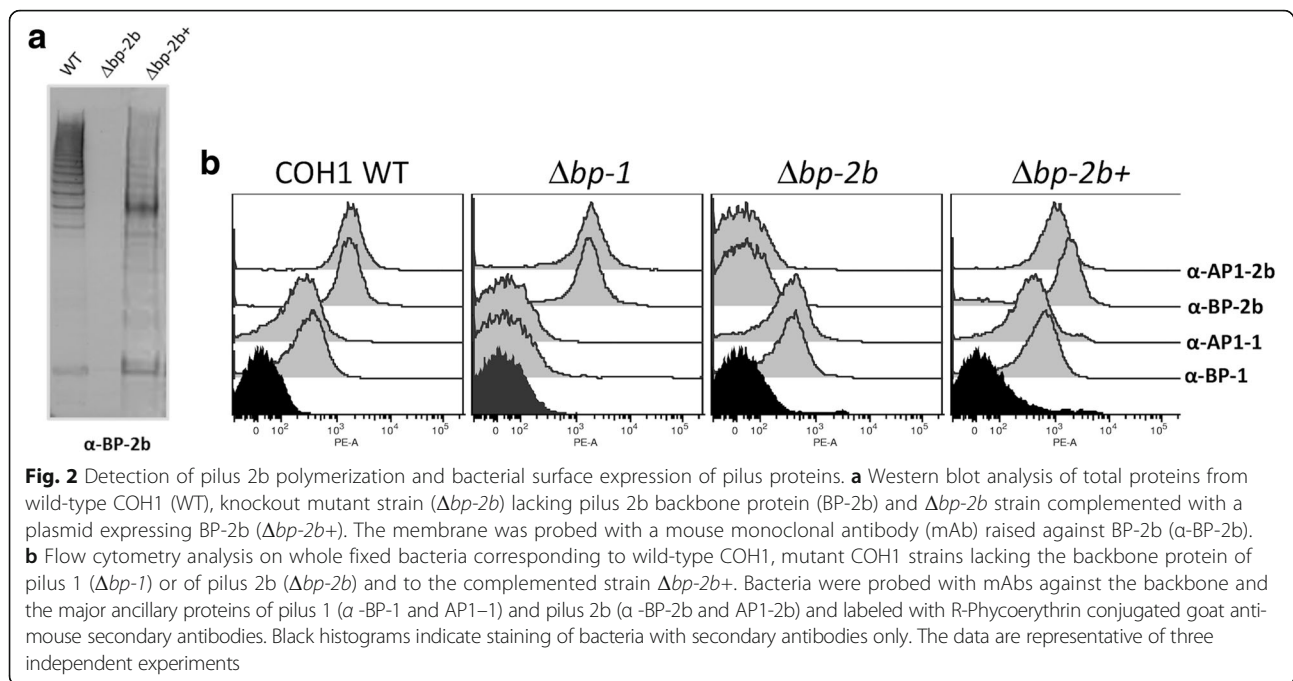 a
WT
Δbp-2b
Δbp-2b+
α-BP-2b
b
COH1 WT
Δbp-1
Δbp-2b
Δbp-2b+
α-AP1-2b
α-BP-2b
α-AP1-1
α-BP-1
0 10² 10³ 10⁴ 10⁵
PE-A
0 10² 10³ 10⁴ 10⁵
PE-A
0 10² 10³ 10⁴ 10⁵
PE-A
0 10² 10³ 10⁴ 10⁵
PE-A
Fig. 2 Detection of pilus 2b polymerization and bacterial surface expression of pilus proteins. a Western blot analysis of total proteins from
wild-type COH1 (WT), knockout mutant strain (Δbp-2b) lacking pilus 2b backbone protein (BP-2b) and Δbp-2b strain complemented with a
plasmid expressing BP-2b (Δbp-2b+). The membrane was probed with a mouse monoclonal antibody (mAb) raised against BP-2b (α-BP-2b).
b Flow cytometry analysis on whole fixed bacteria corresponding to wild-type COH1, mutant COH1 strains lacking the backbone protein of
pilus 1 (Δbp-1) or of pilus 2b (Δbp-2b) and to the complemented strain Δbp-2b+. Bacteria were probed with mAbs against the backbone and
the major ancillary proteins of pilus 1 (α -BP-1 and AP1–1) and pilus 2b (α -BP-2b and AP1-2b) and labeled with R-Phycoerythrin conjugated goat anti-
mouse secondary antibodies. Black histograms indicate staining of bacteria with secondary antibodies only. The data are representative of three
independent experiments